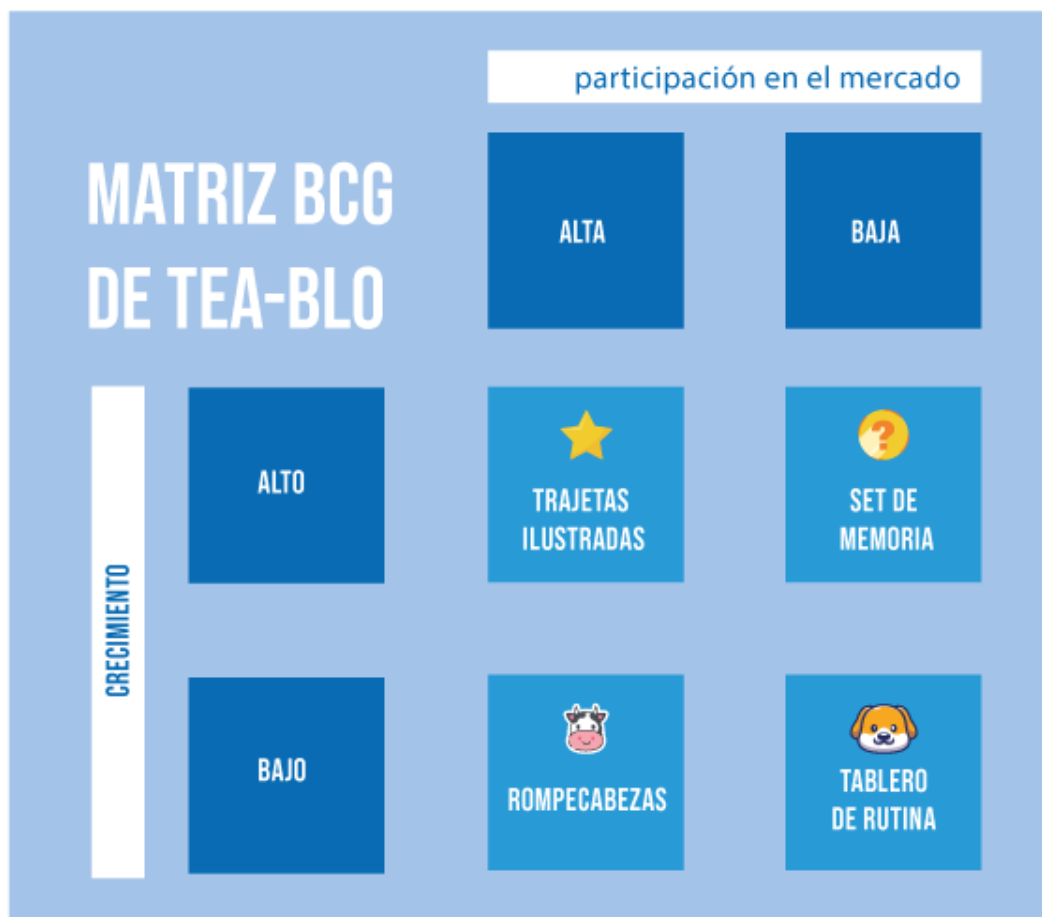 participación en el mercado
MATRIZ BCG
DE TEA-BLO
ALTA
BAJA
CRECIMIENTO
ALTO
TRAJETAS
ILUSTRADAS
?
SET DE
MEMORIA
BAJO
ROMPECABEZAS
TABLERO
DE RUTINA